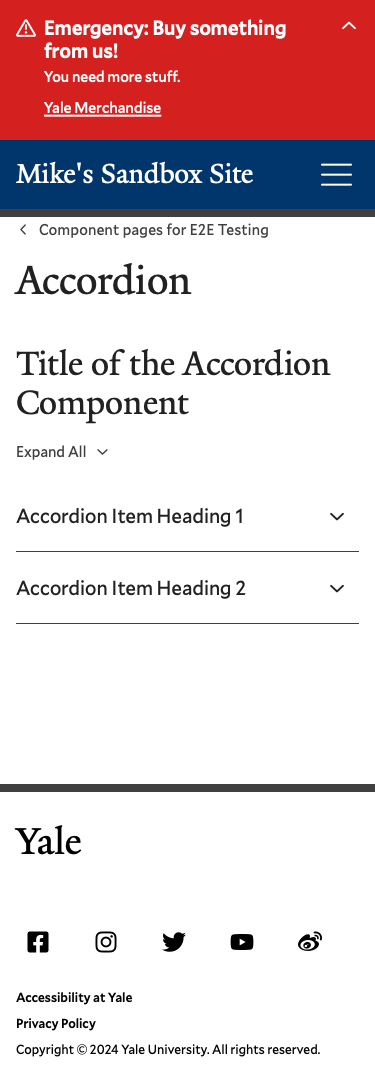 Emergency: Buy something
from us!
You need more stuff.
Yale Merchandise
Mike's Sandbox Site
Component pages for E2E Testing
Accordion
Title of the Accordion
Component
Expand All
Accordion Item Heading 1
Accordion Item Heading 2
Yale
Accessibility at Yale
Privacy Policy
Copyright © 2024 Yale University. All rights reserved.